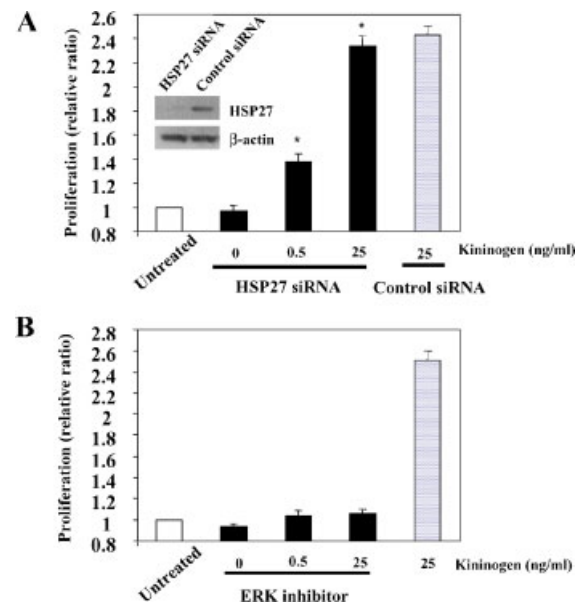 A
Proliferation (relative ratio)
2.6
2.4
2.2
2
1.8
1.6
1.4
1.2
1
0.8
HSP27 siRNA
Control siRNA
HSP27
β-actin
*
*
Untreated
0
0.5
25
25
Kininogen (ng/ml)
HSP27 siRNA
Control siRNA
B
Proliferation (relative ratio)
2.8
2.6
2.4
2.2
2
1.8
1.6
1.4
1.2
1
0.8
Untreated
0
0.5
25
25
Kininogen (ng/ml)
ERK inhibitor